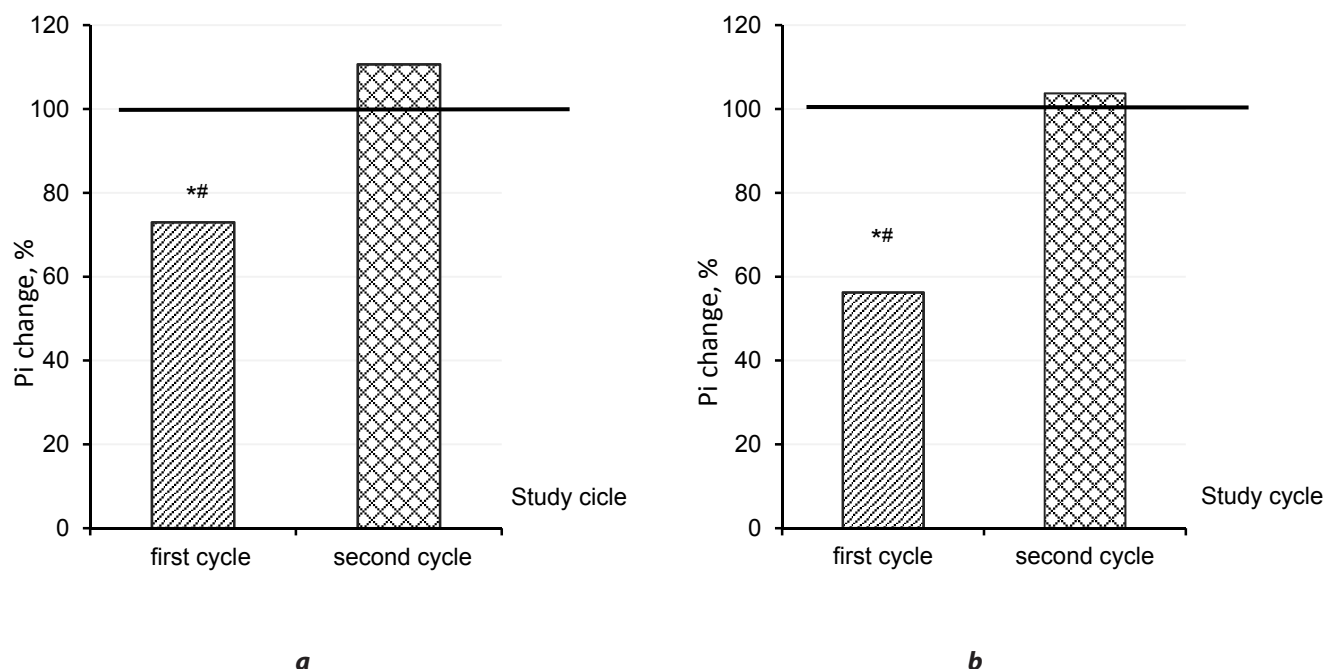 120
100
80
60
40
20
0
Pi change, %
*#
first cycle
second cycle
Study cicle
a
120
100
80
60
40
20
0
Pi change, %
*#
first cycle
second cycle
Study cycle
b